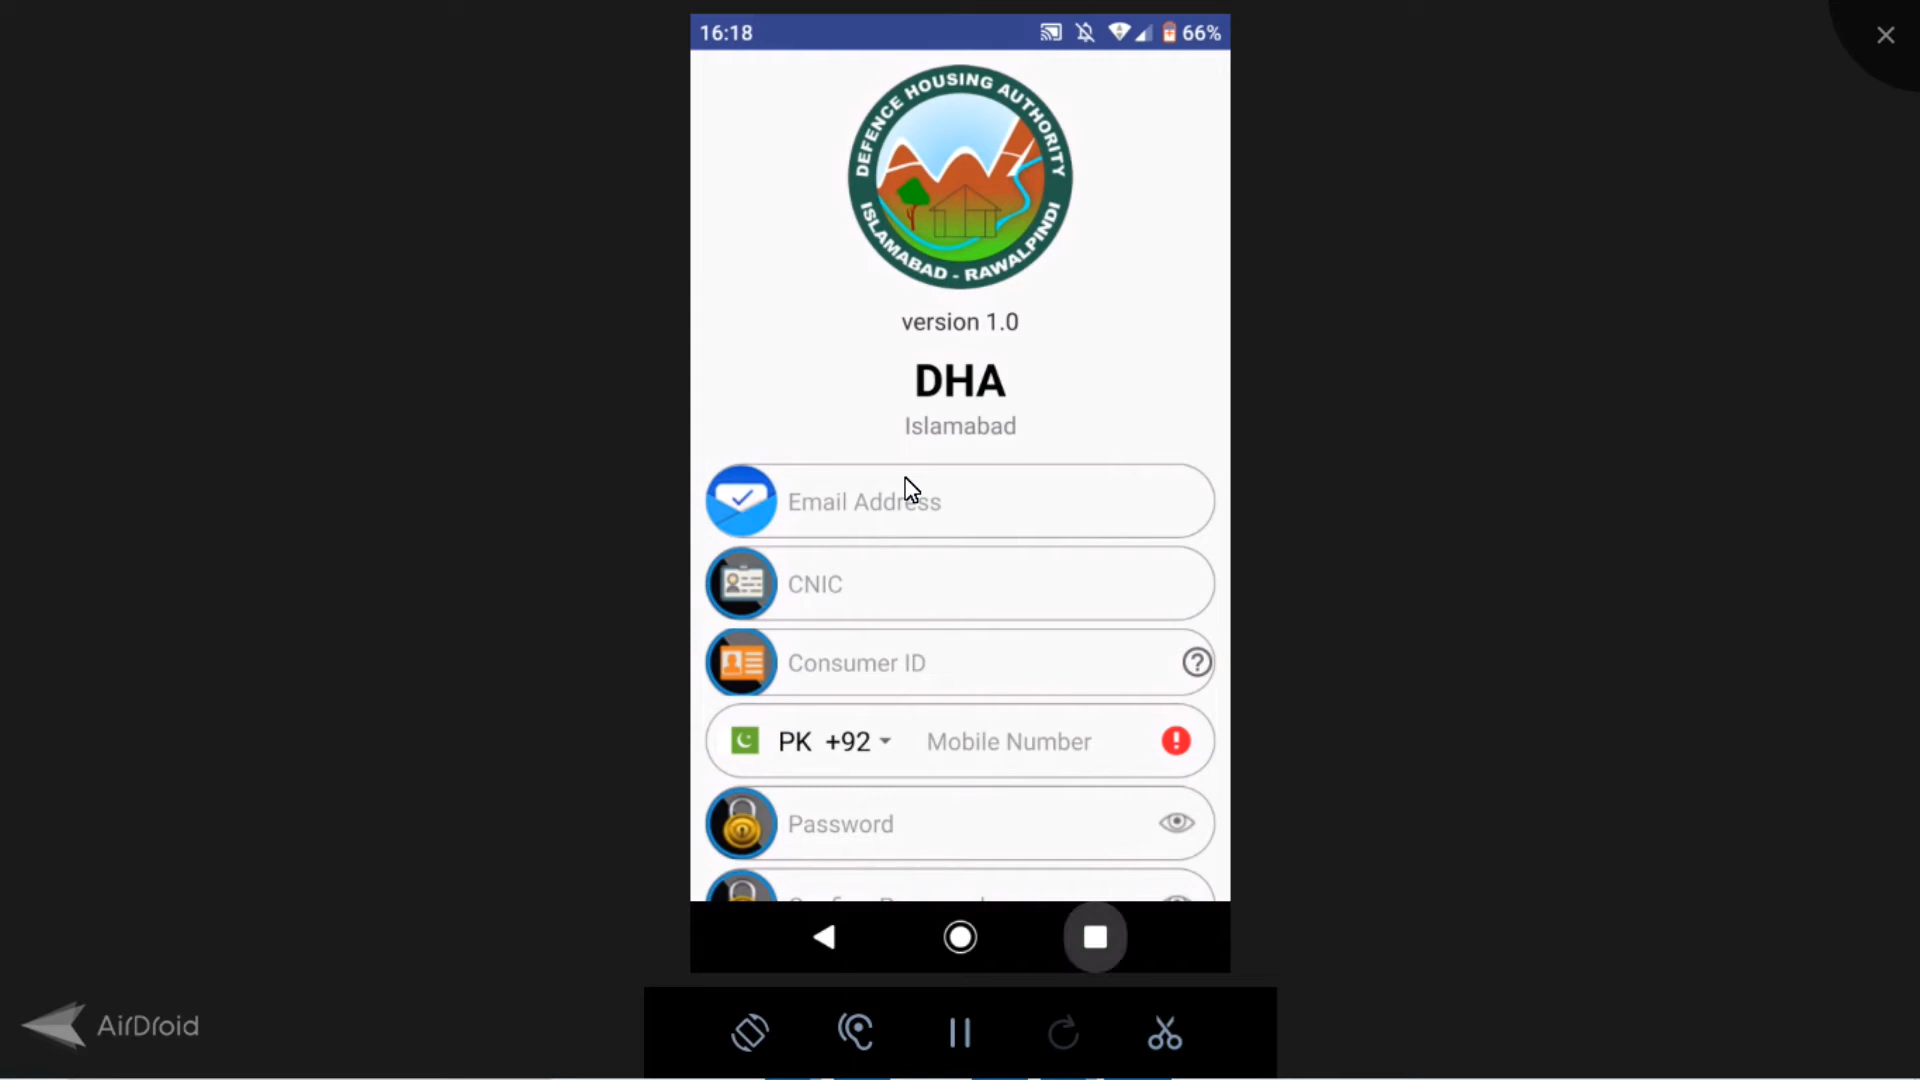 16:18
66%
DEFENCE HOUSING AUTHORITY
ISLAMABAD - RAWALPINDI
version 1.0
DHA
Islamabad
Email Address
CNIC
Consumer ID
PK +92
Mobile Number
Password
AirDroid